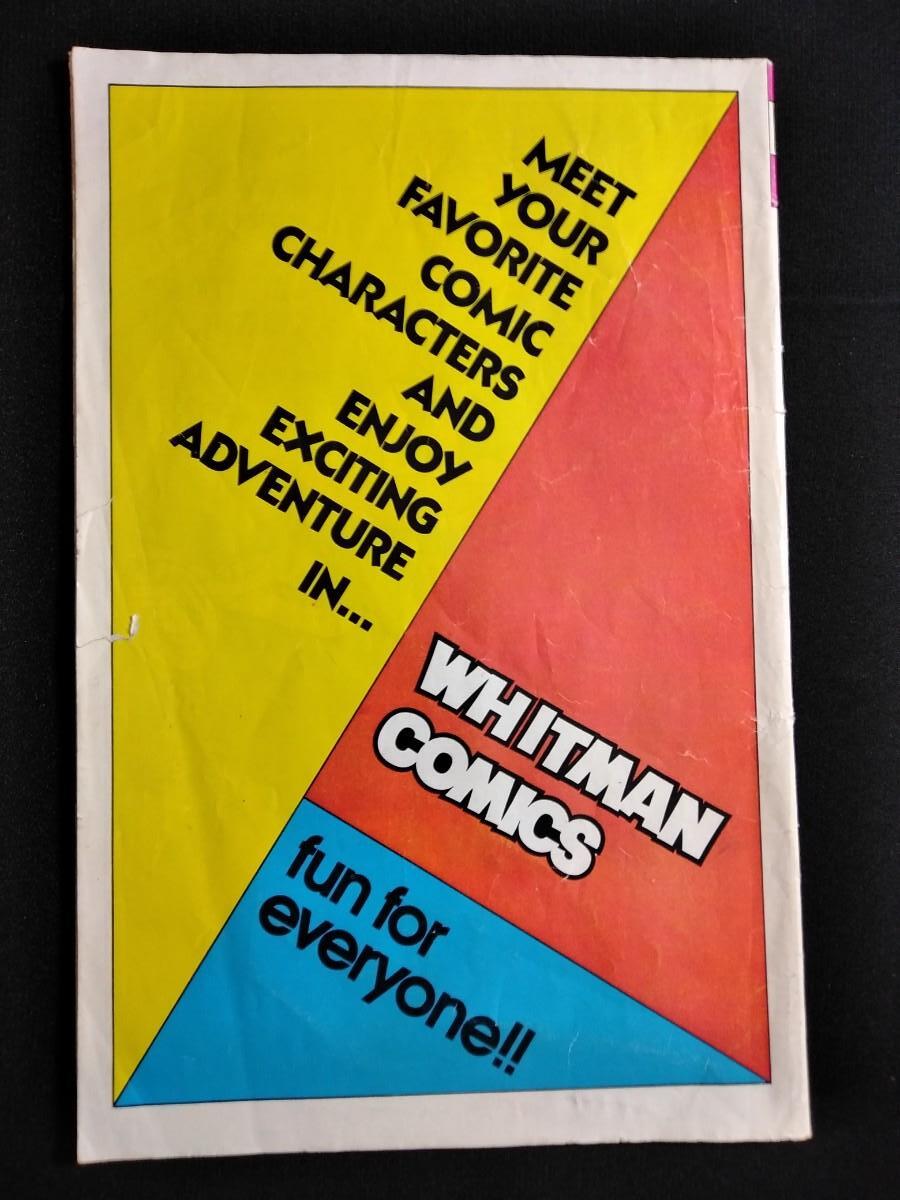 MEET
YOUR
FAVORITE
COMIC
CHARACTERS
AND
ENJOY
EXCITING
ADVENTURE
IN...
WHITMAN
COMICS
fun for
everyone!!